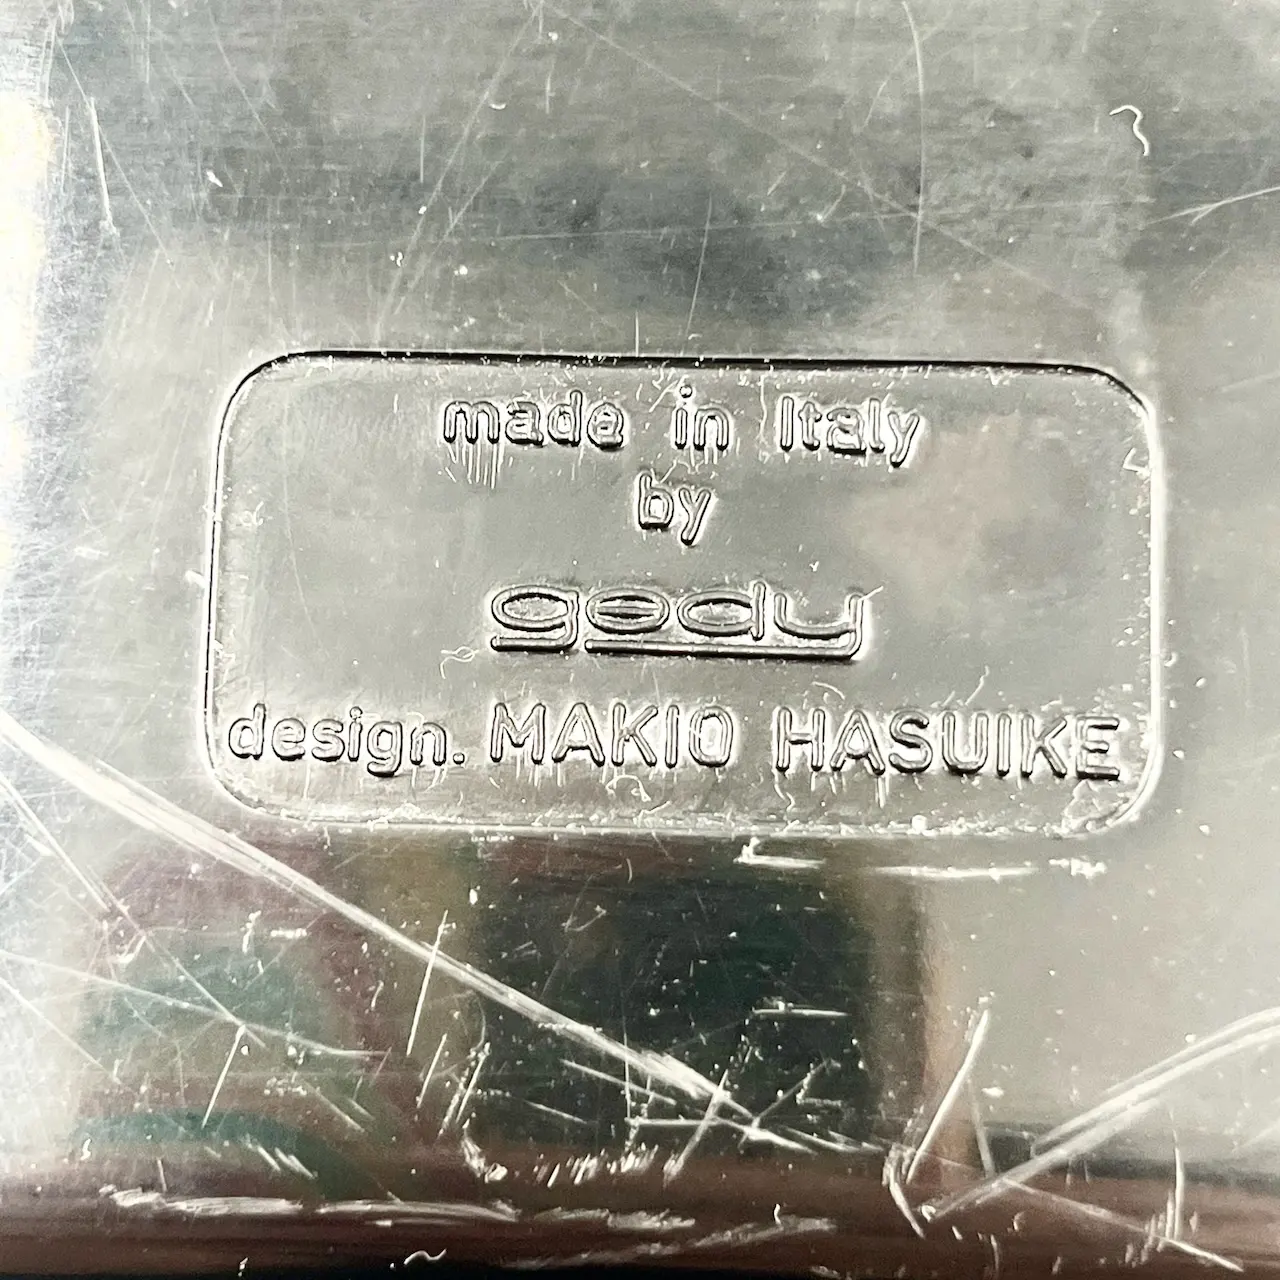 made in Italy
by
gedy
design. MAKIO HASUIKE